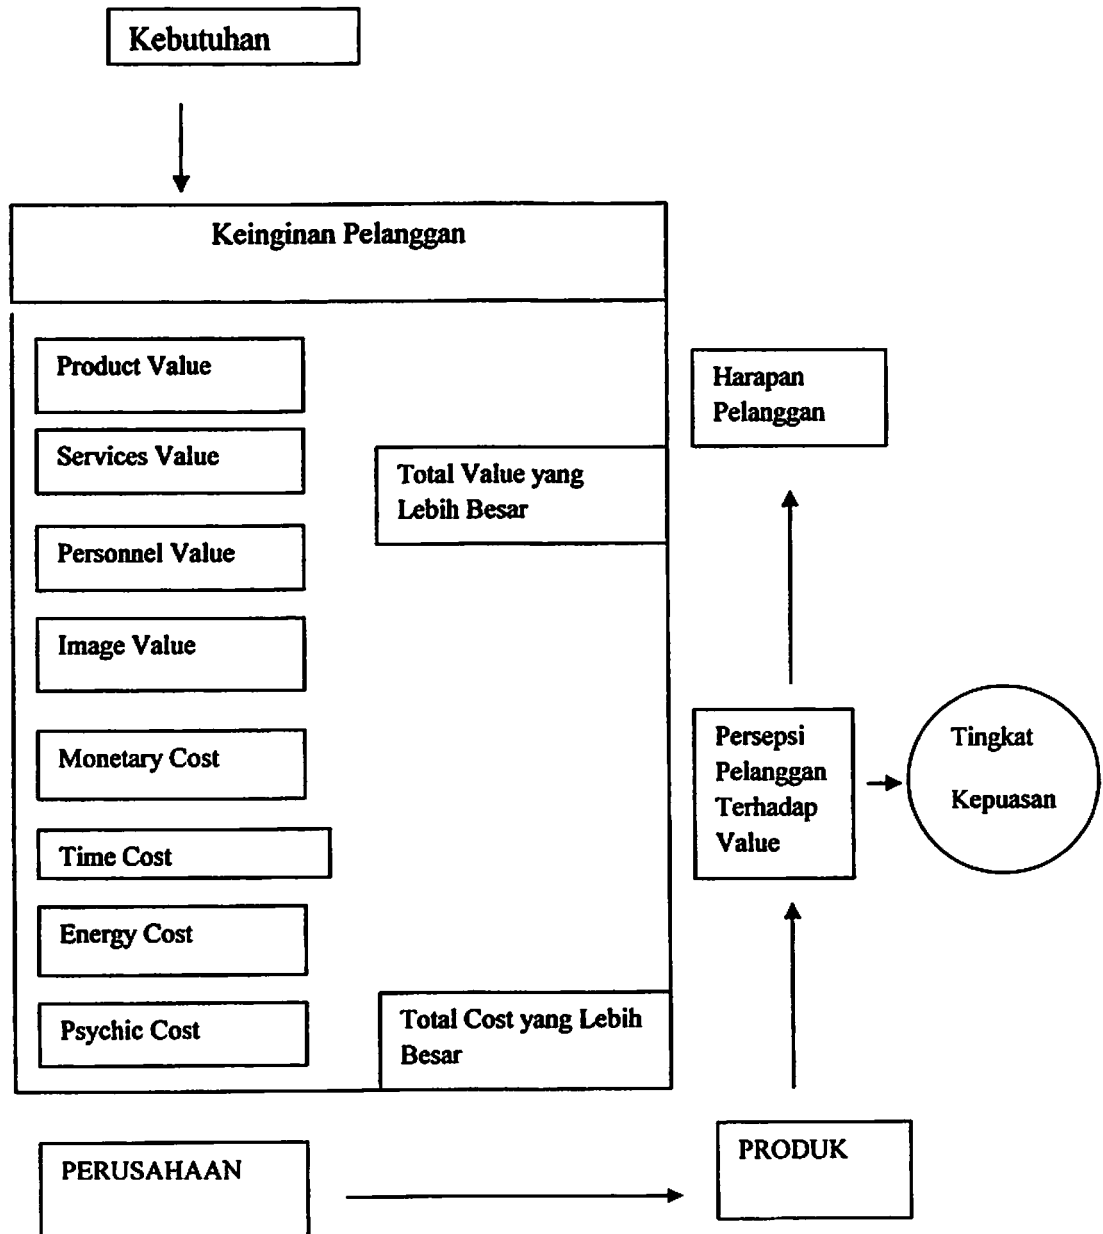 Kebutuhan
Keinginan Pelanggan
Product Value
Services Value
Personnel Value
Image Value
Monetary Cost
Time Cost
Energy Cost
Psychic Cost
Total Value yang
Lebih Besar
Total Cost yang Lebih
Besar
Harapan
Pelanggan
Persepsi
Pelanggan
Terhadap
Value
Tingkat
Kepuasan
PERUSAHAAN
PRODUK